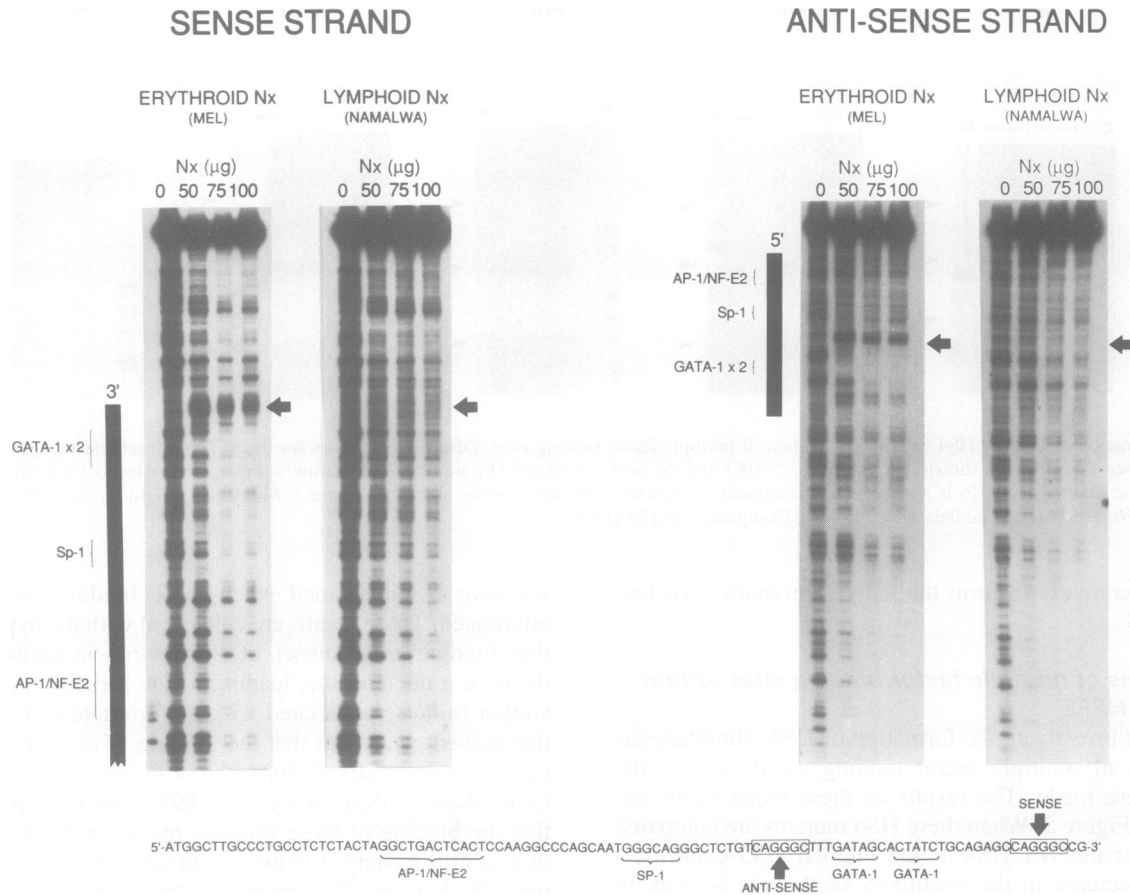 SENSE STRAND
ANTI-SENSE STRAND
ERYTHROID Nx
(MEL)
LYMPHOID Nx
(NAMALWA)
ERYTHROID Nx
(MEL)
LYMPHOID Nx
(NAMALWA)
Nx (µg)
0 50 75 100
Nx (µg)
0 50 75 100
Nx (µg)
0 50 75 100
Nx (µg)
0 50 75 100
5'
AP-1/NF-E2
Sp-1
GATA-1 x 2
3'
GATA-1 x 2
Sp-1
AP-1/NF-E2
SENSE
5'-ATGGCTTGCCCTGCCTCTCTACTAGGCTGACTCACTCCAAGGCCCAGCAATGGGCAGGGCTCTGTCAGGGCTTTGATAGCACTATCTGCAGAGCCAGGGCCG-3'
AP-1/NF-E2
SP-1
GATA-1
GATA-1
ANTI-SENSE